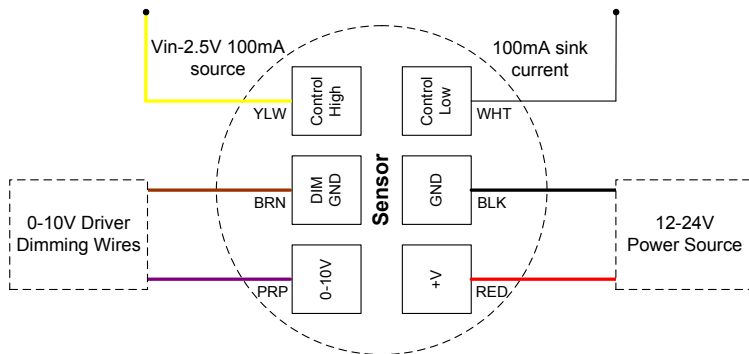 Vin-2.5V 100mA
source
100mA sink
current
Control
High
Control
Low
YLW
WHT
DIM
GND
Sensor
GND
BRN
BLK
0-10V Driver
Dimming Wires
12-24V
Power Source
0-10V
+V
PRP
RED